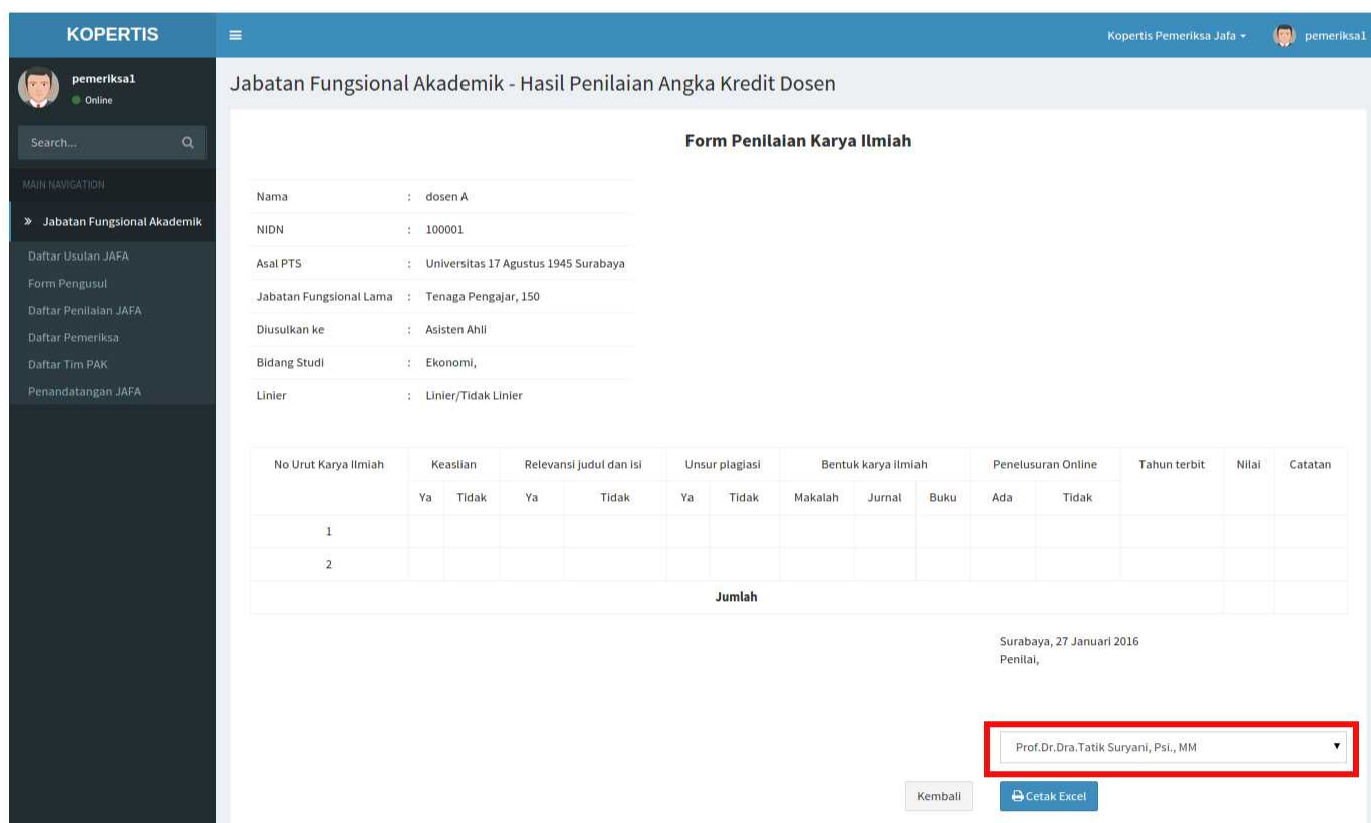 KOPERTIS
Kopertis Pemeriksa Jafa
pemeriksa1
pemeriksa1
Online
Search...
MAIN NAVIGATION
» Jabatan Fungsional Akademik
Daftar Usulan JAFA
Form Pengusul
Daftar Penilaian JAFA
Daftar Pemeriksa
Daftar Tim PAK
Penandatangan JAFA
Jabatan Fungsional Akademik - Hasil Penilaian Angka Kredit Dosen
Form Penilaian Karya Ilmiah
Nama : dosen A
NIDN : 100001
Asal PTS : Universitas 17 Agustus 1945 Surabaya
Jabatan Fungsional Lama : Tenaga Pengajar, 150
Diusulkan ke : Asisten Ahli
Bidang Studi : Ekonomi,
Linier : Linier/Tidak Linier
No Urut Karya Ilmiah Keaslian Relevansi judul dan isi Unsur plagiasi Bentuk karya ilmiah Penelusuran Online Tahun terbit Nilai Catatan
Ya Tidak Ya Tidak Ya Tidak Makalah Jurnal Buku Ada Tidak
1
2
Jumlah
Surabaya, 27 Januari 2016
Penilai,
Prof.Dr.Dra.Tatik Suryani, Psi., MM
Kembali Cetak Excel